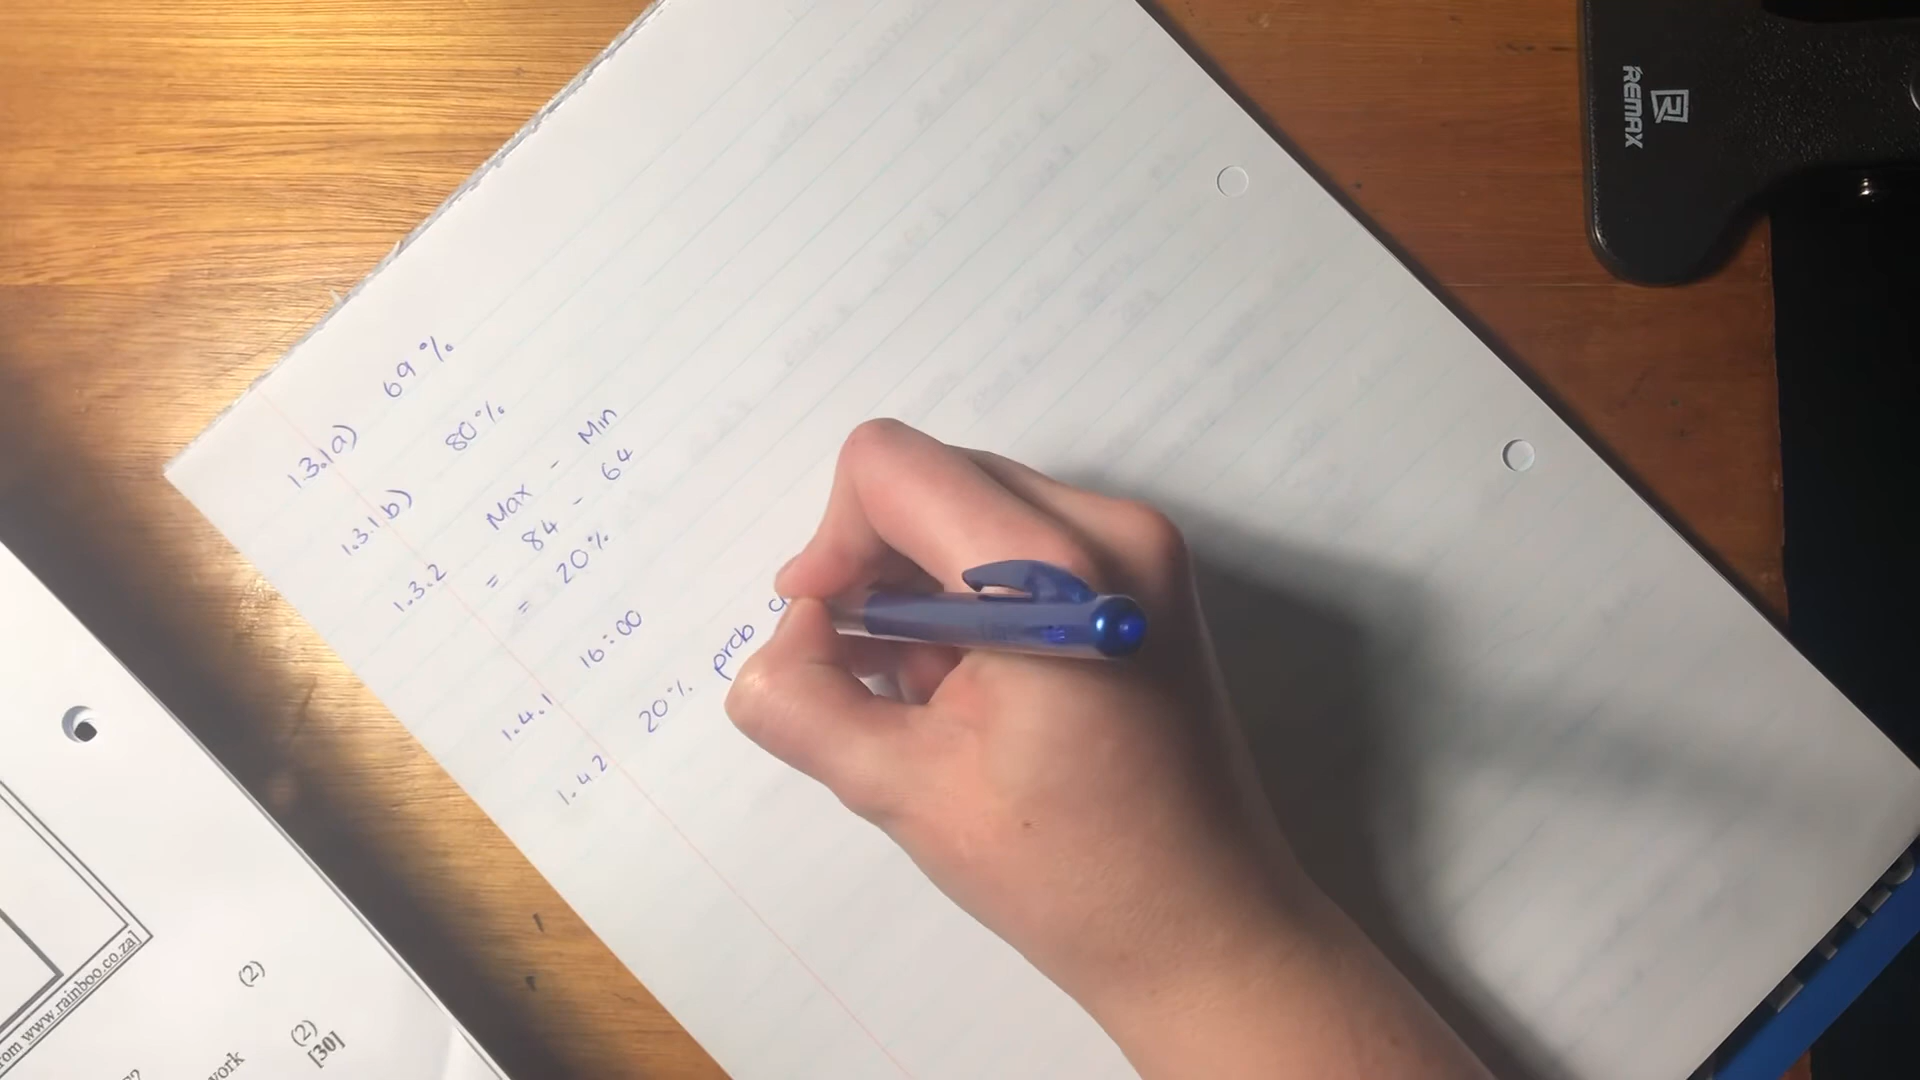 1.3.1a) 69%
1.3.1b) 80%
1.3.2 Max - Min
= 84 - 64
= 20%
1.4.1 16:00
1.4.2 20% prob
REMAX
from www.rainboo.co.za]
(2)
(2)
work
[30]